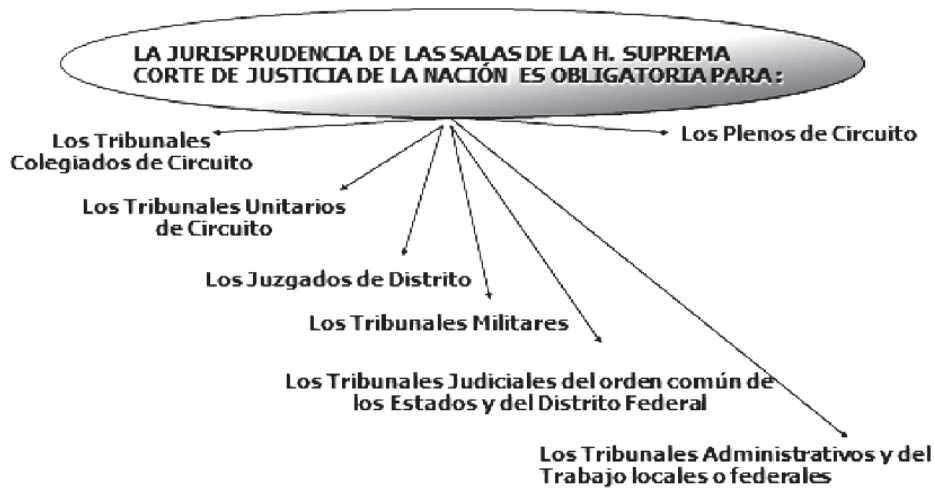 LA JURISPRUDENCIA DE LAS SALAS DE LA H. SUPREMA
CORTE DE JUSTICIA DE LA NACIÓN ES OBLIGATORIA PARA :
Los Tribunales
Colegiados de Circuito
Los Plenos de Circuito
Los Tribunales Unitarios
de Circuito
Los Juzgados de Distrito
Los Tribunales Militares
Los Tribunales Judiciales del orden común de
los Estados y del Distrito Federal
Los Tribunales Administrativos y del
Trabajo locales o federales